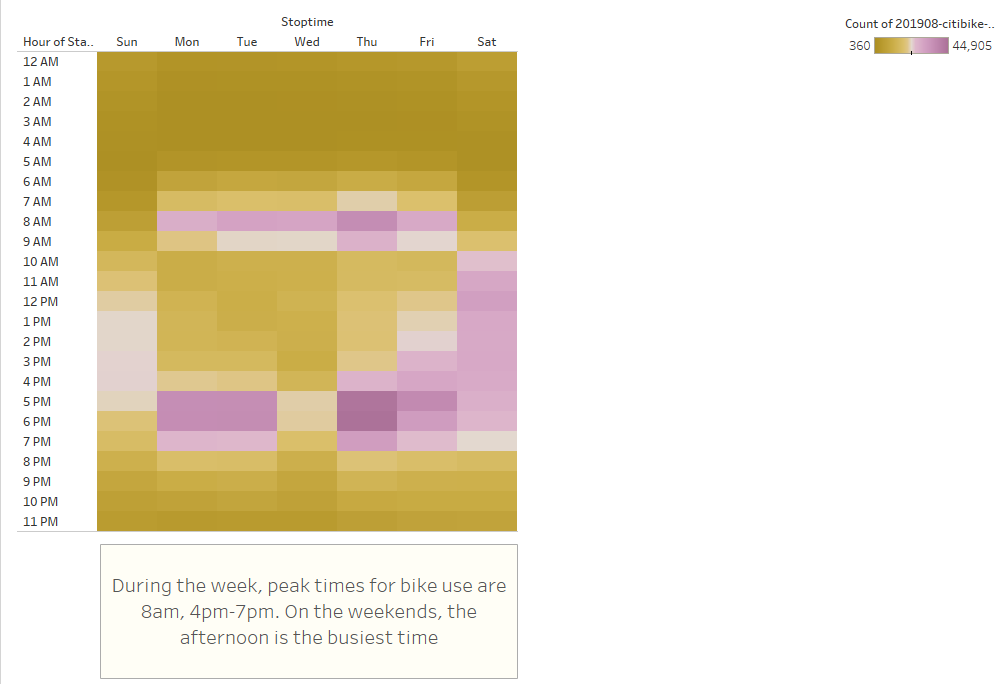 Stoptime
Hour of Sta.. Sun Mon Tue Wed Thu Fri Sat
12 AM
1 AM
2 AM
3 AM
4 AM
5 AM
6 AM
7 AM
8 AM
9 AM
10 AM
11 AM
12 PM
1 PM
2 PM
3 PM
4 PM
5 PM
6 PM
7 PM
8 PM
9 PM
10 PM
11 PM
Count of 201908-citibike-..
360 44,905
During the week, peak times for bike use are
8am, 4pm-7pm. On the weekends, the
afternoon is the busiest time